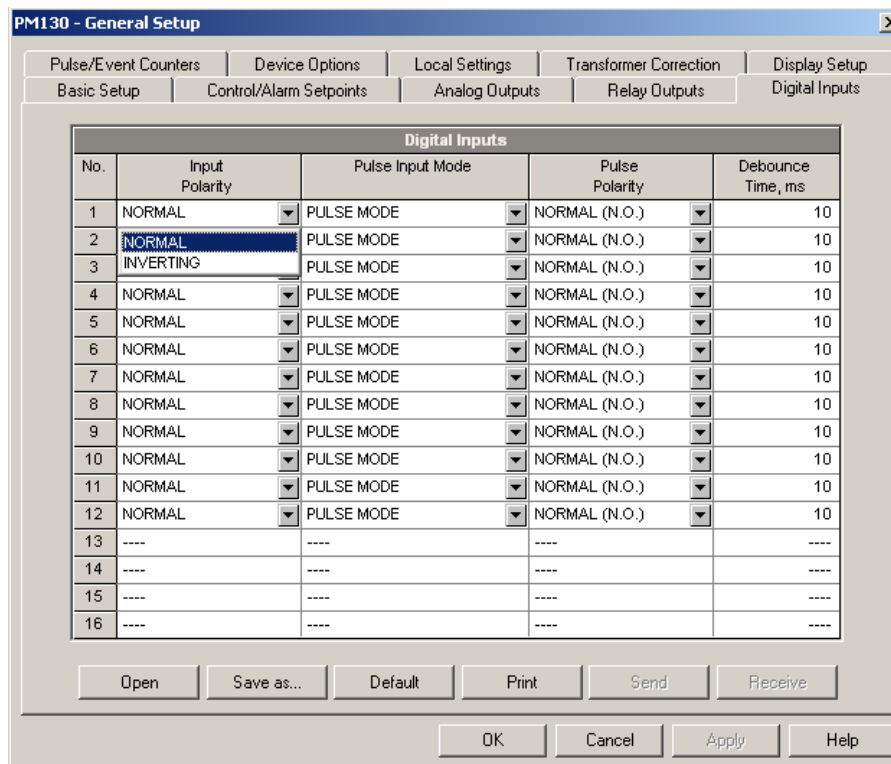 PM130 - General Setup
Pulse/Event Counters Device Options Local Settings Transformer Correction Display Setup
Basic Setup Control/Alarm Setpoints Analog Outputs Relay Outputs Digital Inputs
Digital Inputs
No. Input Polarity Pulse Input Mode Pulse Polarity Debounce Time, ms
1 NORMAL PULSE MODE NORMAL (N.O.) 10
2 NORMAL PULSE MODE NORMAL (N.O.) 10
3 INVERTING PULSE MODE NORMAL (N.O.) 10
4 NORMAL PULSE MODE NORMAL (N.O.) 10
5 NORMAL PULSE MODE NORMAL (N.O.) 10
6 NORMAL PULSE MODE NORMAL (N.O.) 10
7 NORMAL PULSE MODE NORMAL (N.O.) 10
8 NORMAL PULSE MODE NORMAL (N.O.) 10
9 NORMAL PULSE MODE NORMAL (N.O.) 10
10 NORMAL PULSE MODE NORMAL (N.O.) 10
11 NORMAL PULSE MODE NORMAL (N.O.) 10
12 NORMAL PULSE MODE NORMAL (N.O.) 10
13 ---- ---- ---- ----
14 ---- ---- ---- ----
15 ---- ---- ---- ----
16 ---- ---- ---- ----
Open Save as... Default Print Send Receive
OK Cancel Apply Help